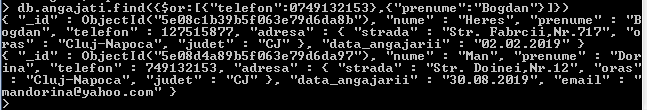 > db.angajati.find({$or:[{"telefon":0749132153},{"prenume":"Bogdan"}]})
{ "_id" : ObjectId("5e08c1b39b5f063e79d6da8b"), "nume" : "Heres", "prenume" : "B
ogdan", "telefon" : 127515877, "adresa" : { "strada" : "Str. Fabrcii,Nr.717", "o
ras" : "Cluj-Napoca", "judet" : "CJ" }, "data_angajarii" : "02.02.2019" }
{ "_id" : ObjectId("5e08d4a89b5f063e79d6da97"), "nume" : "Man", "prenume" : "Dor
ina", "telefon" : 749132153, "adresa" : { "strada" : "Str. Doinei,Nr.12", "oras"
 : "Cluj-Napoca", "judet" : "CJ" }, "data_angajarii" : "30.08.2019", "email" : "
mandorina@yahoo.com" }
>